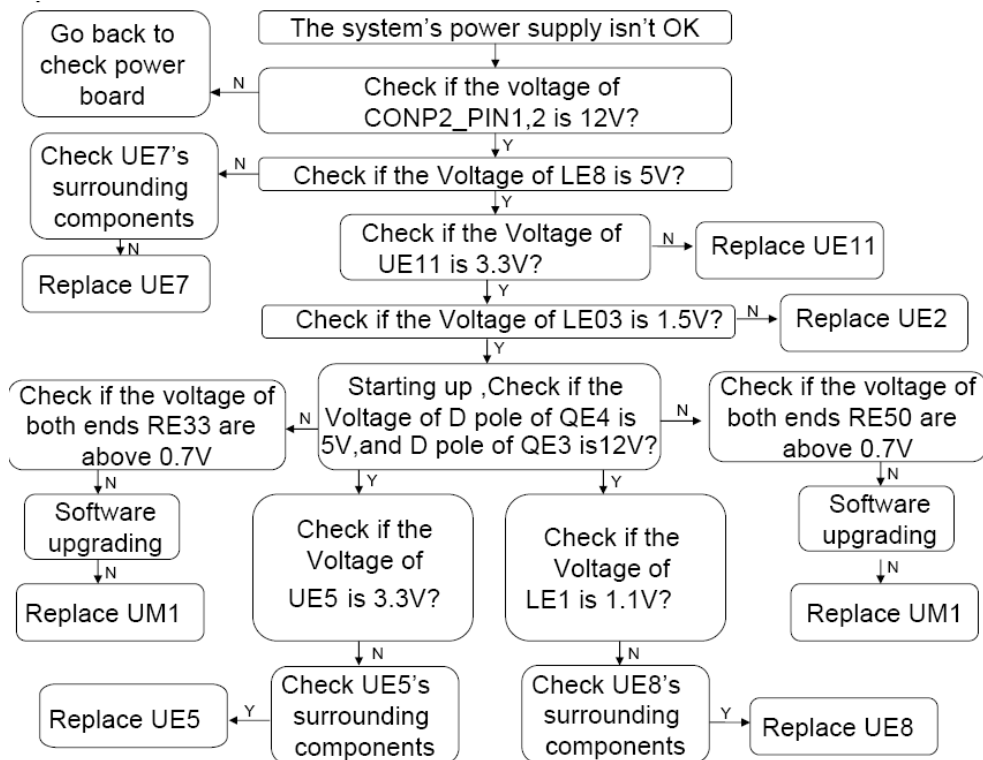 The system's power supply isn't OK
Go back to
check power
board
N
Check if the voltage of
CONP2_PIN1,2 is 12V?
Y
Check UE7's
surrounding
components
N
Check if the Voltage of LE8 is 5V?
Y
N
Replace UE7
Check if the Voltage of
UE11 is 3.3V?
N
Replace UE11
Y
Check if the Voltage of LE03 is 1.5V?
N
Replace UE2
Y
Check if the voltage of
both ends RE33 are
above 0.7V
N
Starting up ,Check if the
Voltage of D pole of QE4 is
5V,and D pole of QE3 is12V?
N
Check if the voltage of
both ends RE50 are
above 0.7V
N
Y
Y
N
Software
upgrading
Check if the
Voltage of
UE5 is 3.3V?
Check if the
Voltage of
LE1 is 1.1V?
Software
upgrading
N
N
Replace UM1
Replace UM1
N
N
Replace UE5
Y
Check UE5's
surrounding
components
Check UE8's
surrounding
components
Y
Replace UE8